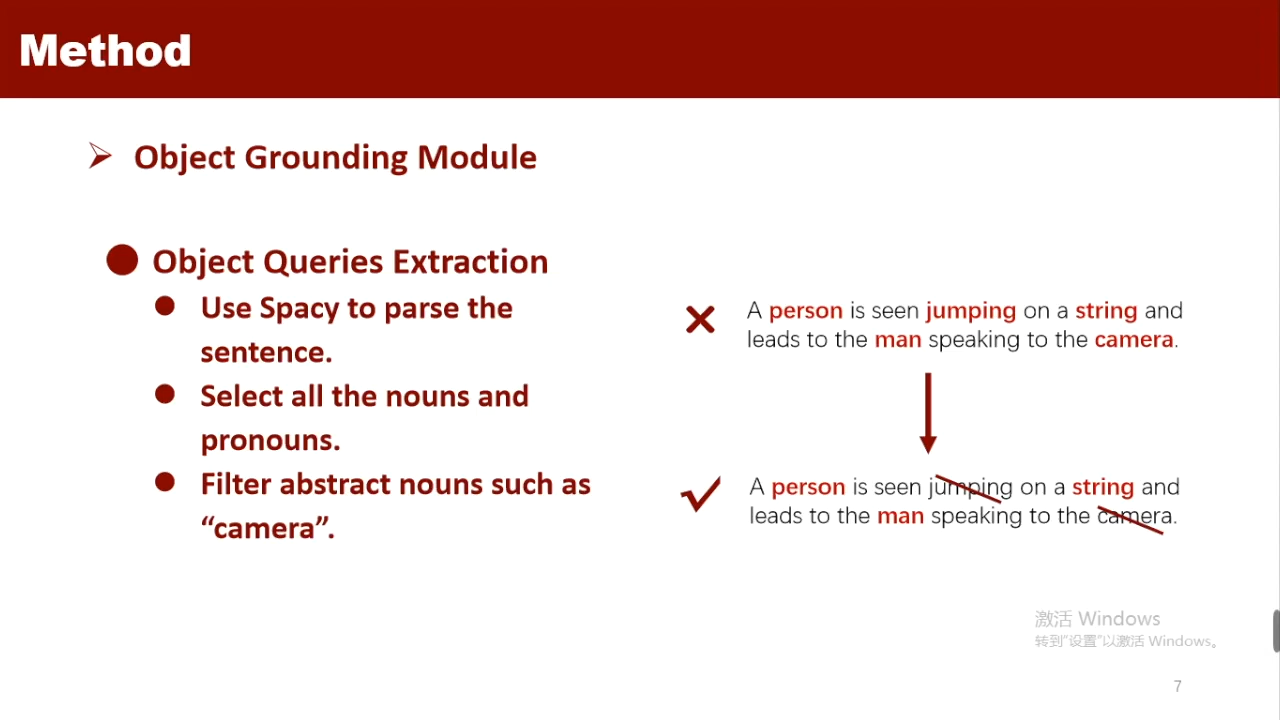 Method
Object Grounding Module
Object Queries Extraction
Use Spacy to parse the
sentence.
Select all the nouns and
pronouns.
Filter abstract nouns such as
“camera”.
A person is seen jumping on a string and
leads to the man speaking to the camera.
A person is seen jumping on a string and
leads to the man speaking to the camera.
激活 Windows
转到"设置"以激活 Windows。
7